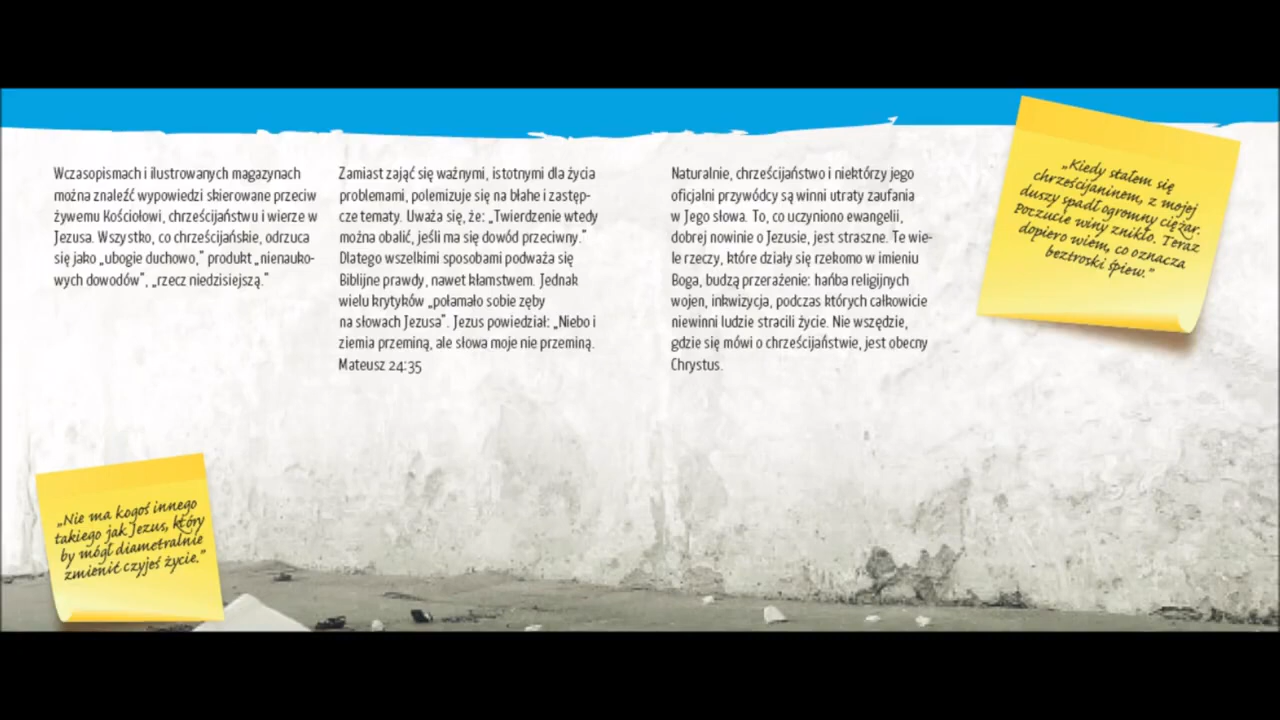 Wczasopismach i ilustrowanych magazynach
można znaleźć wypowiedzi skierowane przeciw
żywemu Kościołowi, chrześcijaństwu i wierze w
Jezusa. Wszystko, co chrześcijańskie, odrzuca
się jako „ubogie duchowo,” produkt „nienauko-
wych dowodów”, „rzecz niedzisiejszą.”
Zamiast zająć się ważnymi, istotnymi dla życia
problemami, polemizuje się na błahe i zastęp-
cze tematy. Uważa się, że: „Twierdzenie wtedy
można obalić, jeśli ma się dowód przeciwny.”
Dlatego wszelkimi sposobami podważa się
Biblijne prawdy, nawet kłamstwem. Jednak
wielu krytyków „połamało sobie zęby
na słowach Jezusa”. Jezus powiedział: „Niebo i
ziemia przeminą, ale słowa moje nie przeminą.
Mateusz 24:35
Naturalnie, chrześcijaństwo i niektórzy jego
oficjalni przywódcy są winni utraty zaufania
w Jego słowa. To, co uczyniono ewangelii,
dobrej nowinie o Jezusie, jest straszne. Te wie-
le rzeczy, które działy się rzekomo w imieniu
Boga, budzą przerażenie: hańba religijnych
wojen, inkwizycja, podczas których całkowicie
niewinni ludzie stracili życie. Nie wszędzie,
gdzie się mówi o chrześcijaństwie, jest obecny
Chrystus.
„Kiedy stałem się
chrześcijaninem, z mojej
duszy spadł ogromny ciężar.
Poczucie winy znikło. Teraz
dopiero wiem, co oznacza
beztroski śpiew.”
„Nie ma kogoś innego
takiego jak Jezus, który
by mógł diametralnie
zmienić czyjeś życie.”